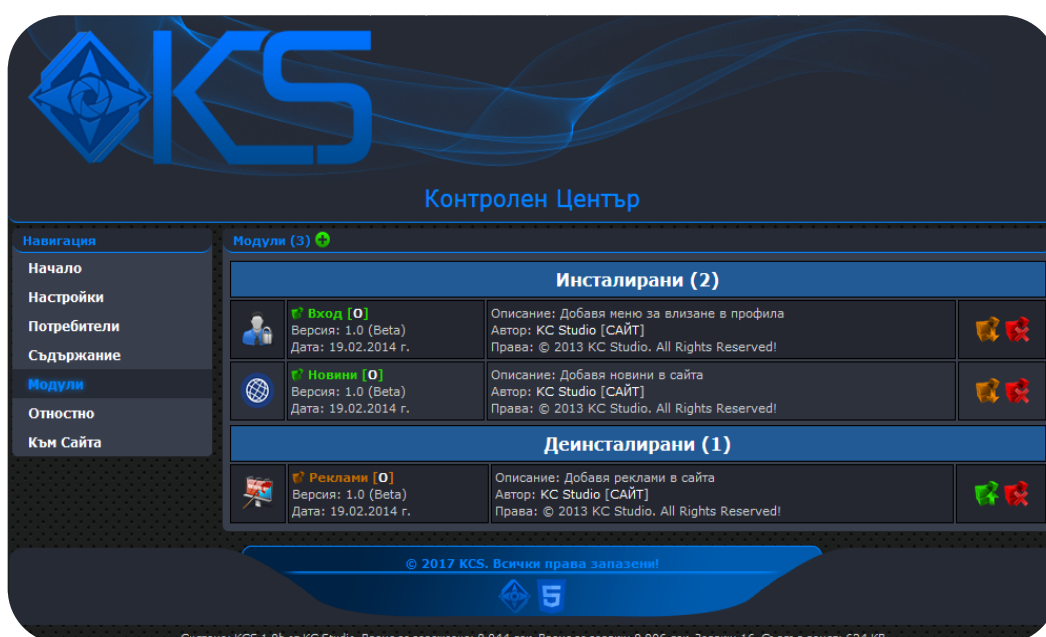 KS
Контролен Център
Навигация
Начало
Настройки
Потребители
Съдържание
Модули
Отностно
Към Сайта
Модули (3)
Инсталирани (2)
Вход [O]
Версия: 1.0 (Beta)
Дата: 19.02.2014 г.
Описание: Добавя меню за влизане в профила
Автор: KC Studio [САЙТ]
Права: © 2013 KC Studio. All Rights Reserved!
Новини [O]
Версия: 1.0 (Beta)
Дата: 19.02.2014 г.
Описание: Добавя новини в сайта
Автор: KC Studio [САЙТ]
Права: © 2013 KC Studio. All Rights Reserved!
Деинсталирани (1)
Реклами [O]
Версия: 1.0 (Beta)
Дата: 19.02.2014 г.
Описание: Добавя реклами в сайта
Автор: KC Studio [САЙТ]
Права: © 2013 KC Studio. All Rights Reserved!
© 2017 KCS. Всички права запазени!
5